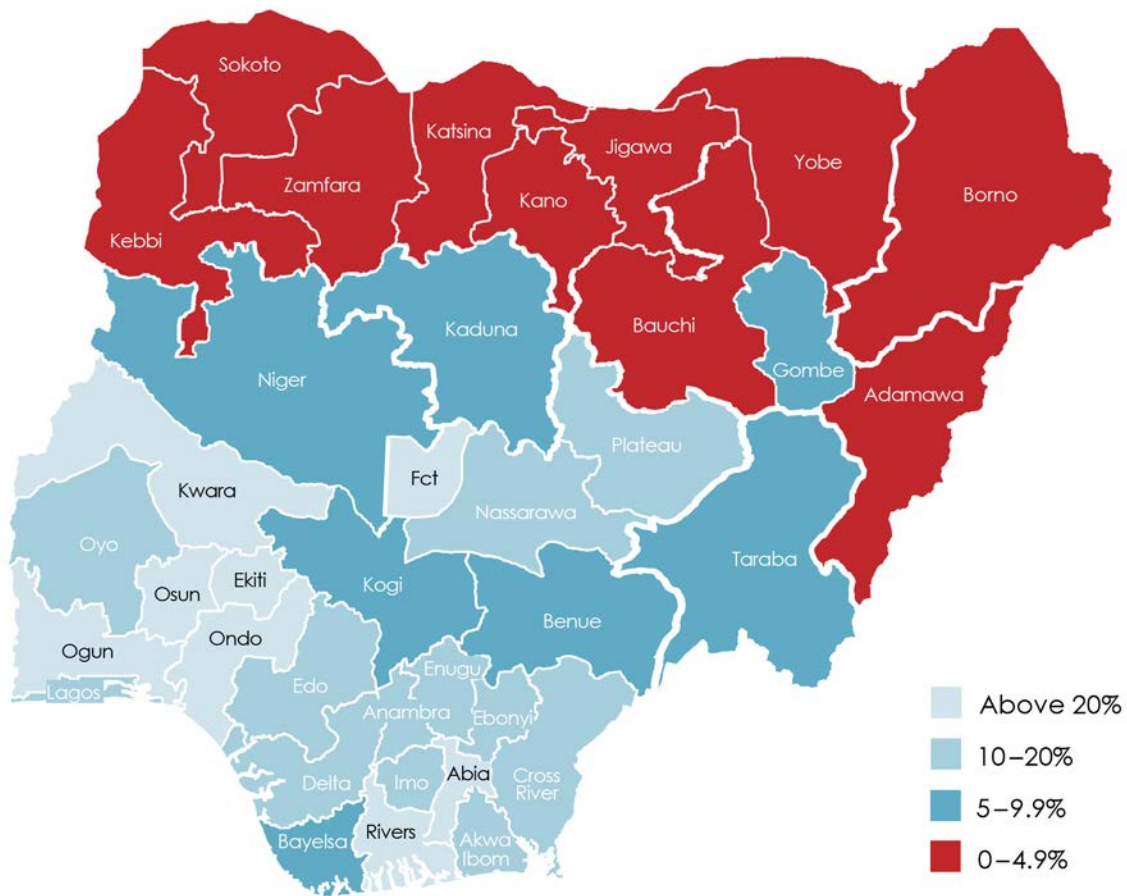 Sokoto
Katsina
Jigawa
Yobe
Zamfara
Kano
Borno
Kebbi
Bauchi
Kaduna
Gombe
Niger
Adamawa
Plateau
Fct
Kwara
Nassarawa
Oyo
Taraba
Ekiti
Kogi
Osun
Benue
Ondo
Ogun
Enugu
Lagos
Edo
Anambra
Ebonyi
Abia
Cross
River
Delta
Imo
Rivers
Bayelsa
Akwa
Ibom
Above 20%
10–20%
5–9.9%
0–4.9%